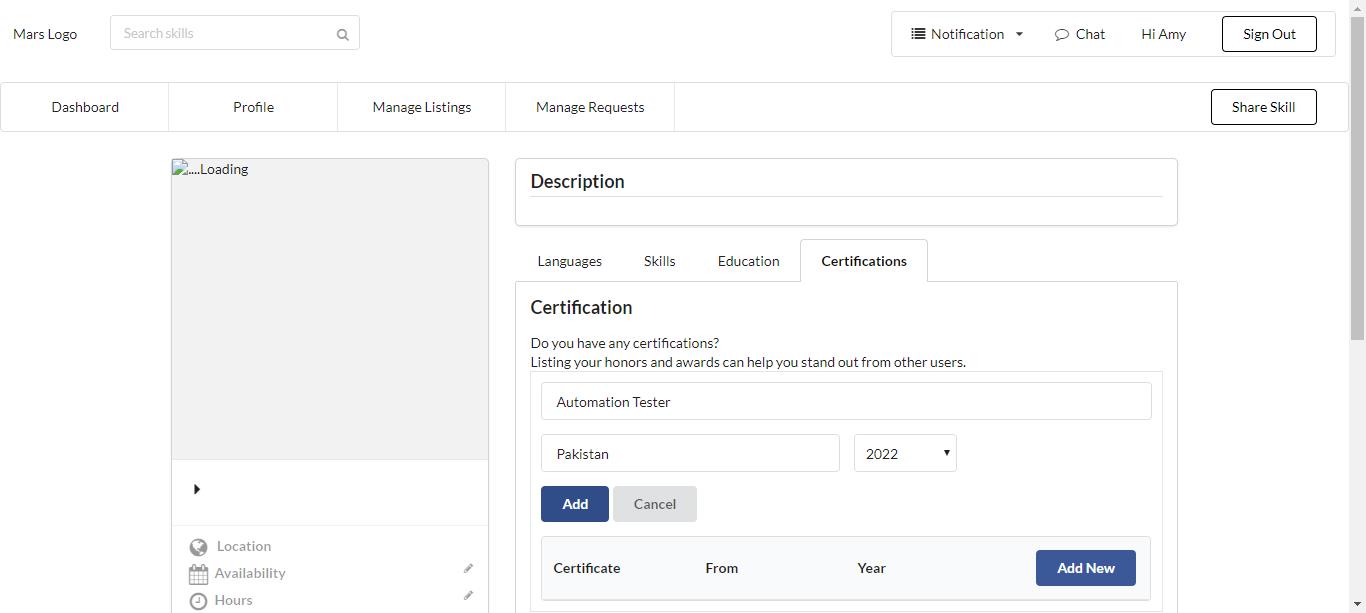 Mars Logo
Search skills
Notification
Chat
Hi Amy
Sign Out
Dashboard
Profile
Manage Listings
Manage Requests
Share Skill
....Loading
Description
Languages
Skills
Education
Certifications
Certification
Do you have any certifications?
Listing your honors and awards can help you stand out from other users.
Automation Tester
Pakistan
2022
Add
Cancel
Certificate
From
Year
Add New
Location
Availability
Hours